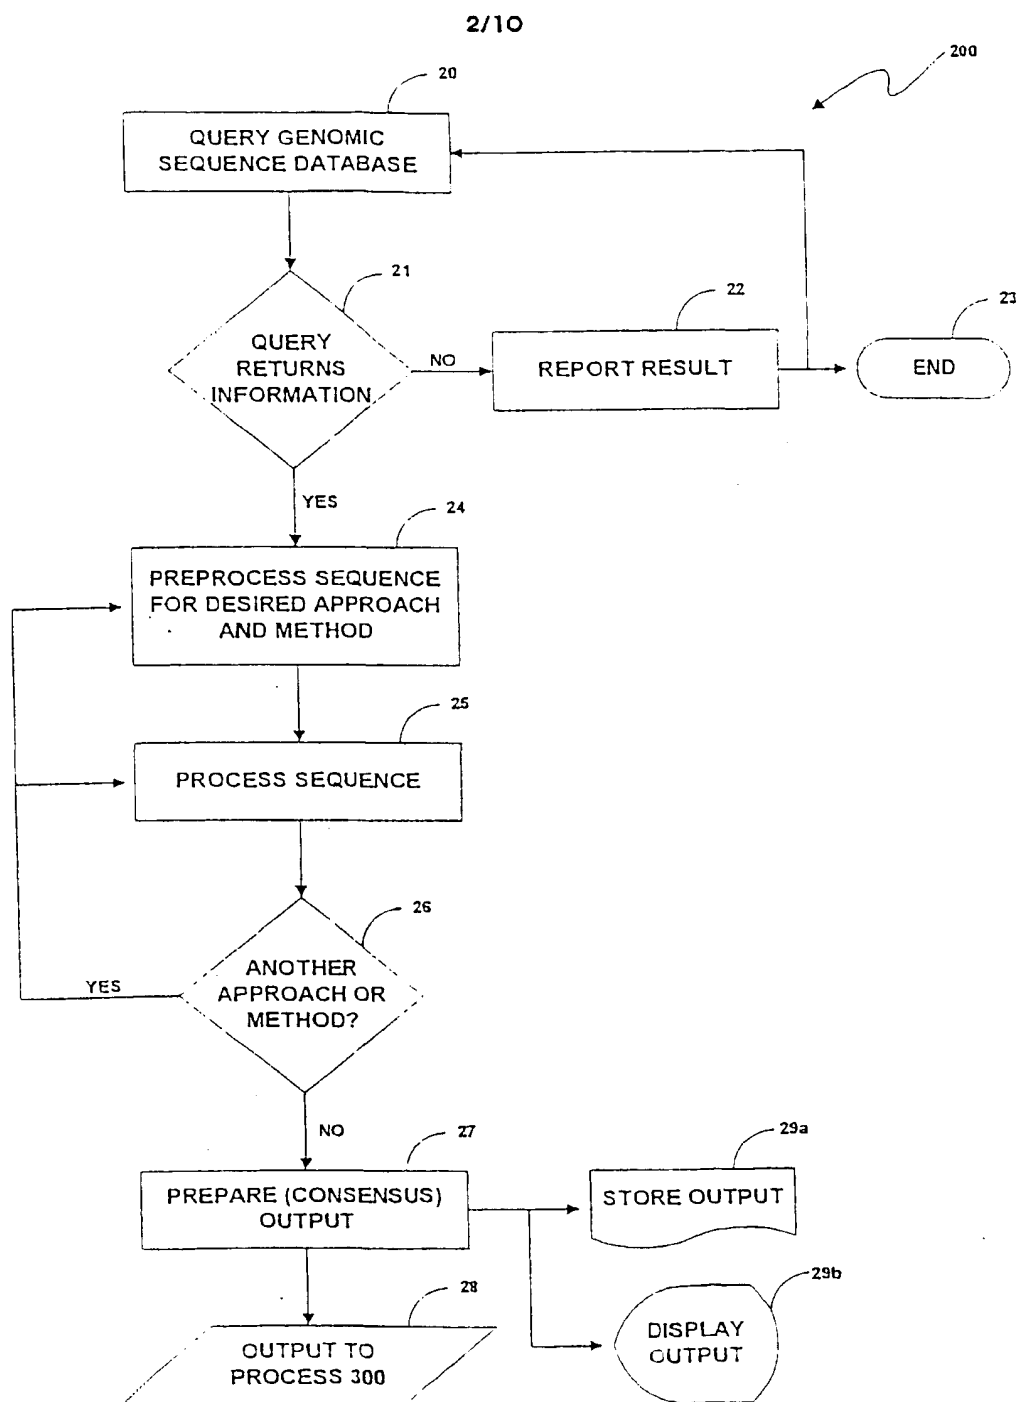 2/10
200
20
QUERY GENOMIC
SEQUENCE DATABASE
21
QUERY
RETURNS
INFORMATION
NO
22
REPORT RESULT
23
END
YES
24
PREPROCESS SEQUENCE
FOR DESIRED APPROACH
AND METHOD
25
PROCESS SEQUENCE
26
ANOTHER
APPROACH OR
METHOD?
YES
NO
27
PREPARE (CONSENSUS)
OUTPUT
29a
STORE OUTPUT
28
OUTPUT TO
PROCESS 300
29b
DISPLAY
OUTPUT